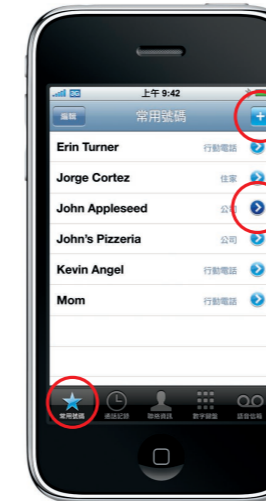 3G 上午 9:42
編輯 常用號碼 +
Erin Turner 行動電話
Jorge Cortez 住家
John Appleseed 公司
John's Pizzeria 公司
Kevin Angel 行動電話
Mom 行動電話
常用號碼 通話記錄 聯絡資訊 數字鍵盤 語音信箱